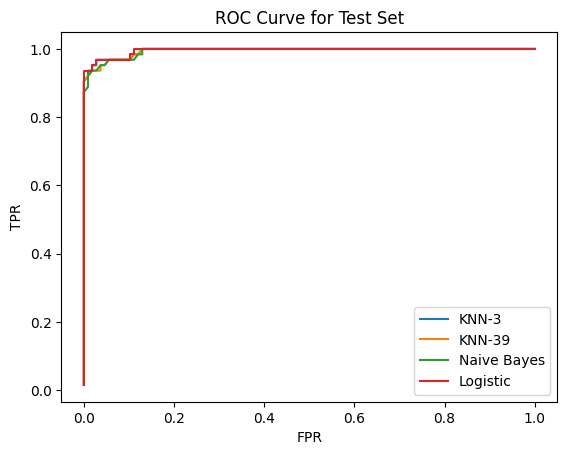 ROC Curve for Test Set
1.0
0.8
0.6
0.4
0.2
0.0
TPR
KNN-3
KNN-39
Naive Bayes
Logistic
0.0 0.2 0.4 0.6 0.8 1.0
FPR